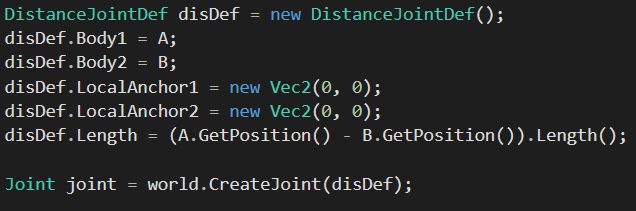 DistanceJointDef disDef = new DistanceJointDef();
disDef.Body1 = A;
disDef.Body2 = B;
disDef.LocalAnchor1 = new Vec2(0, 0);
disDef.LocalAnchor2 = new Vec2(0, 0);
disDef.Length = (A.GetPosition() - B.GetPosition()).Length();
Joint joint = world.CreateJoint(disDef);